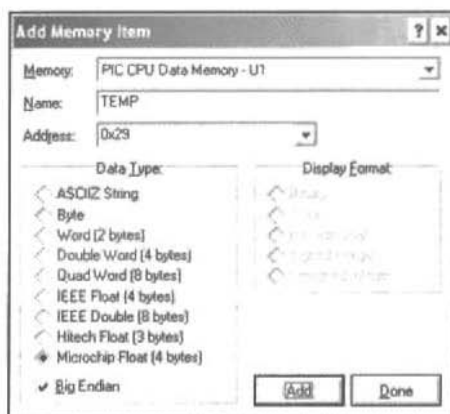 Add Memory Item
Memory: PIC CPU Data Memory - U1
Name: TEMP
Address: 0x29
Data Type:
ASCIIZ String
Byte
Word (2 bytes)
Double Word (4 bytes)
Quad Word (8 bytes)
IEEE Float (4 bytes)
IEEE Double (8 bytes)
Hitech Float (3 bytes)
Microchip Float (4 bytes)
Big Endian
Display Format:
Add Done